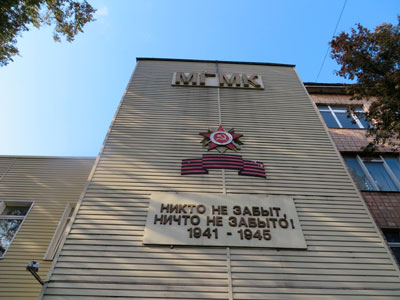 МГМК
НИКТО НЕ ЗАБЫТ,
НИЧТО НЕ ЗАБЫТО!
1941 - 1945